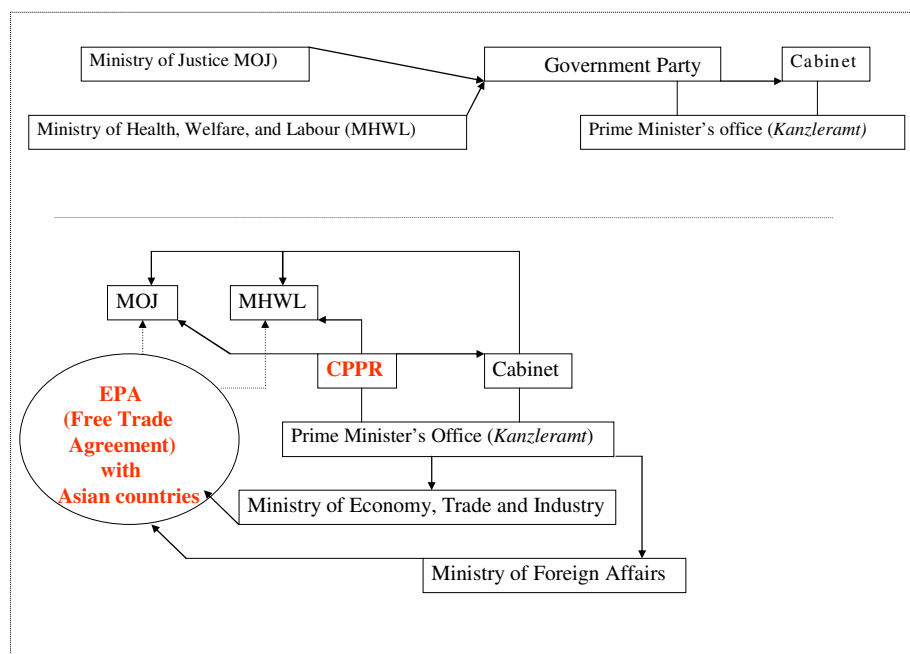 Ministry of Justice MOJ)
Government Party
Cabinet
Ministry of Health, Welfare, and Labour (MHWL)
Prime Minister's office (Kanzleramt)
MOJ
MHWL
CPPR
Cabinet
EPA
(Free Trade
Agreement)
with
Asian countries
Prime Minister's Office (Kanzleramt)
Ministry of Economy, Trade and Industry
Ministry of Foreign Affairs